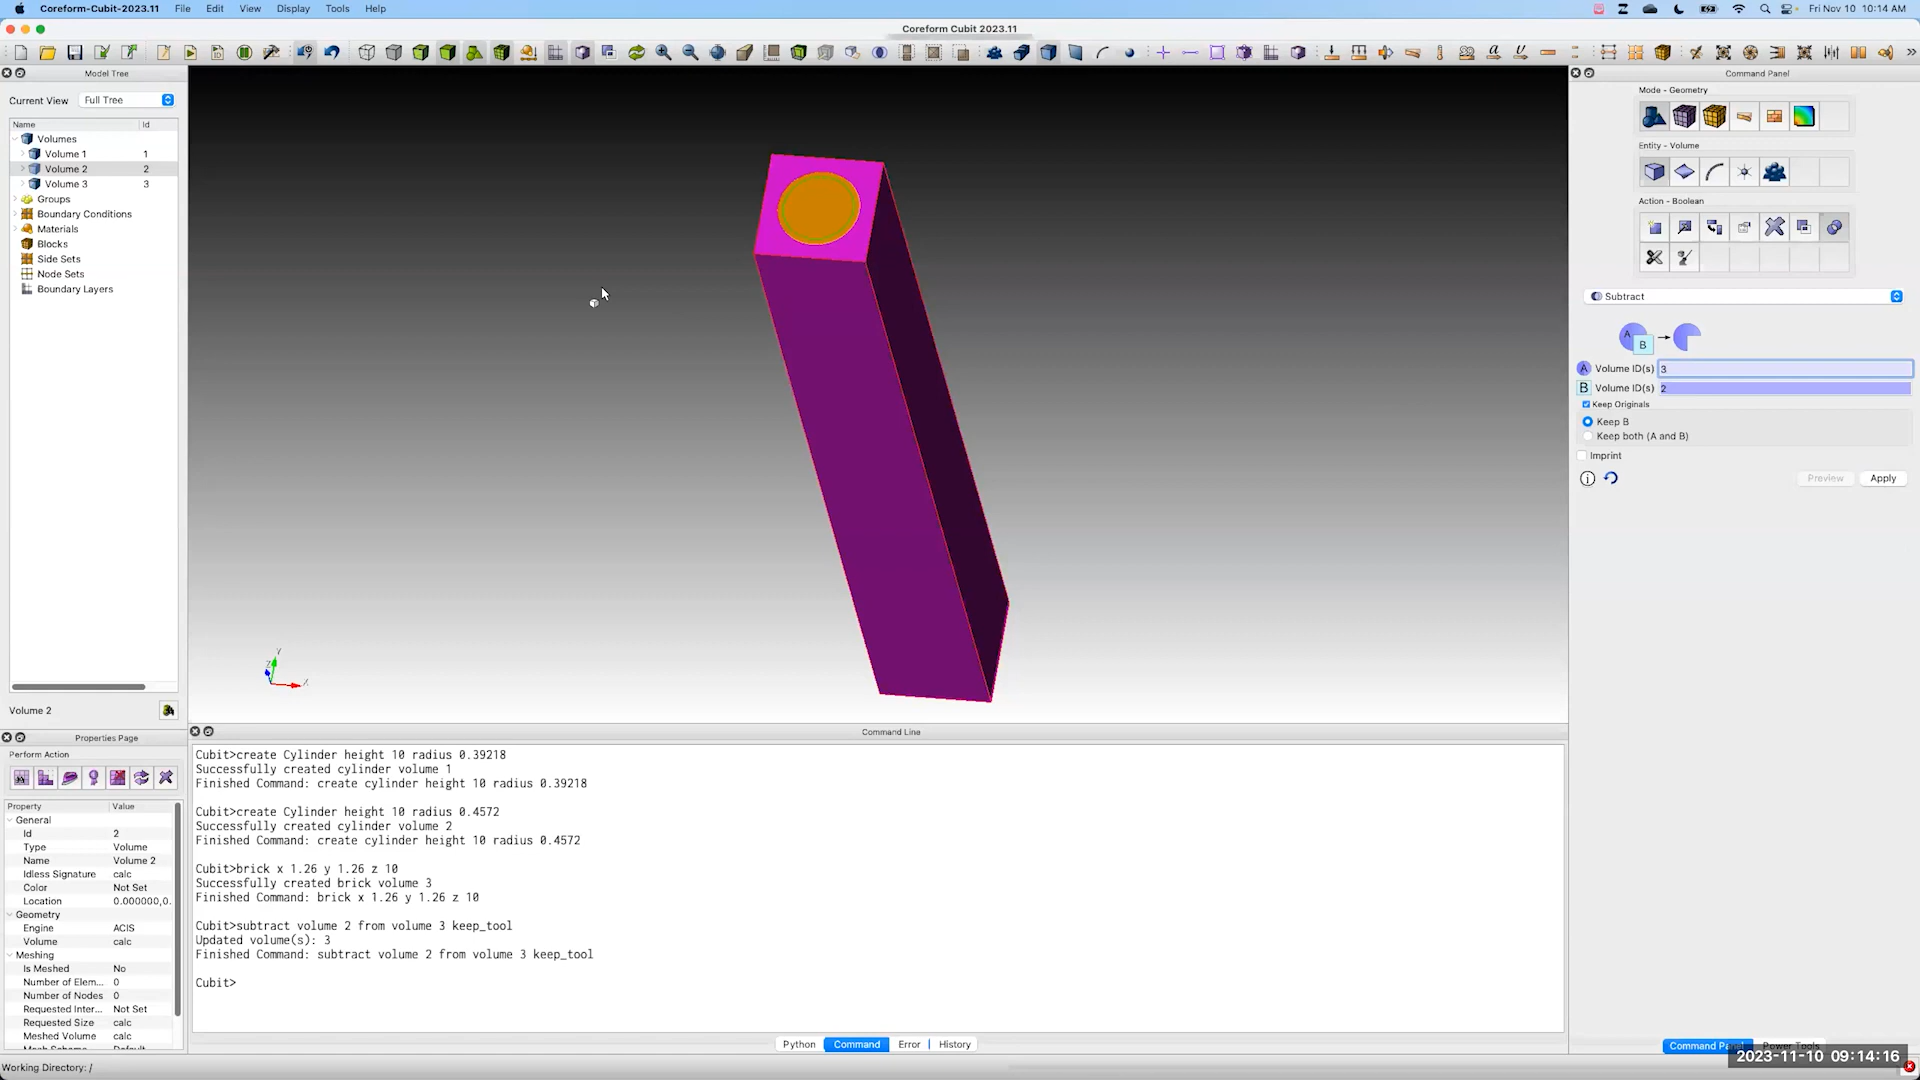 Coreform-Cubit-2023.11 File Edit View Display Tools Help
Fri Nov 10 10:14 AM
Coreform Cubit 2023.11
Model Tree
Current View Full Tree
Name Id
Volumes
Volume 1 1
Volume 2 2
Volume 3 3
Groups
Boundary Conditions
Materials
Blocks
Side Sets
Node Sets
Boundary Layers
Volume 2
Properties Page
Perform Action
Property Value
General
Id 2
Type Volume
Name Volume 2
Idless Signature calc
Color Not Set
Location 0.000000,0.
Geometry
Engine ACIS
Volume calc
Meshing
Is Meshed No
Number of Elem... 0
Number of Nodes 0
Requested Inter... Not Set
Requested Size calc
Meshed Volume calc
Working Directory: /
Y
Z
X
Command Line
Cubit>create Cylinder height 10 radius 0.39218
Successfully created cylinder volume 1
Finished Command: create cylinder height 10 radius 0.39218
Cubit>create Cylinder height 10 radius 0.4572
Successfully created cylinder volume 2
Finished Command: create cylinder height 10 radius 0.4572
Cubit>brick x 1.26 y 1.26 z 10
Successfully created brick volume 3
Finished Command: brick x 1.26 y 1.26 z 10
Cubit>subtract volume 2 from volume 3 keep_tool
Updated volume(s): 3
Finished Command: subtract volume 2 from volume 3 keep_tool
Cubit>
Python Command Error History
Command Panel
Mode - Geometry
Entity - Volume
Action - Boolean
Subtract
A
B
A Volume ID(s) 3
B Volume ID(s) 2
Keep Originals
Keep B
Keep both (A and B)
Imprint
Preview Apply
Power Tools
2023-11-10 09:14:16